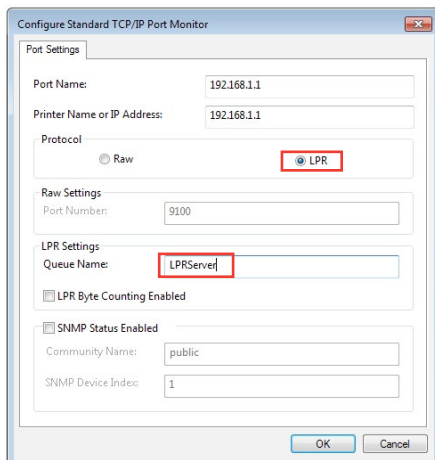 Configure Standard TCP/IP Port Monitor
Port Settings
Port Name: 192.168.1.1
Printer Name or IP Address: 192.168.1.1
Protocol
Raw LPR
Raw Settings
Port Number: 9100
LPR Settings
Queue Name: LPRServer
LPR Byte Counting Enabled
SNMP Status Enabled
Community Name: public
SNMP Device Index: 1
OK Cancel